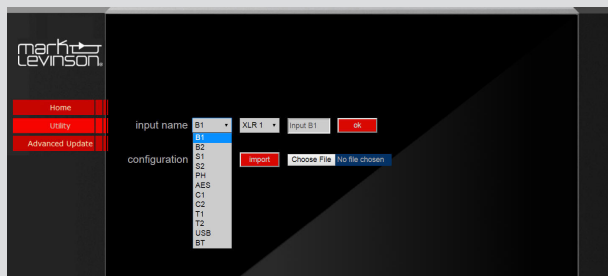 mark
Levinson®
Home
Utility
Advanced Update
input name B1 XLR 1 Input B1 ok
B1
B2
S1
S2
PH
AES
C1
C2
T1
T2
USB
BT
configuration import Choose File No file chosen